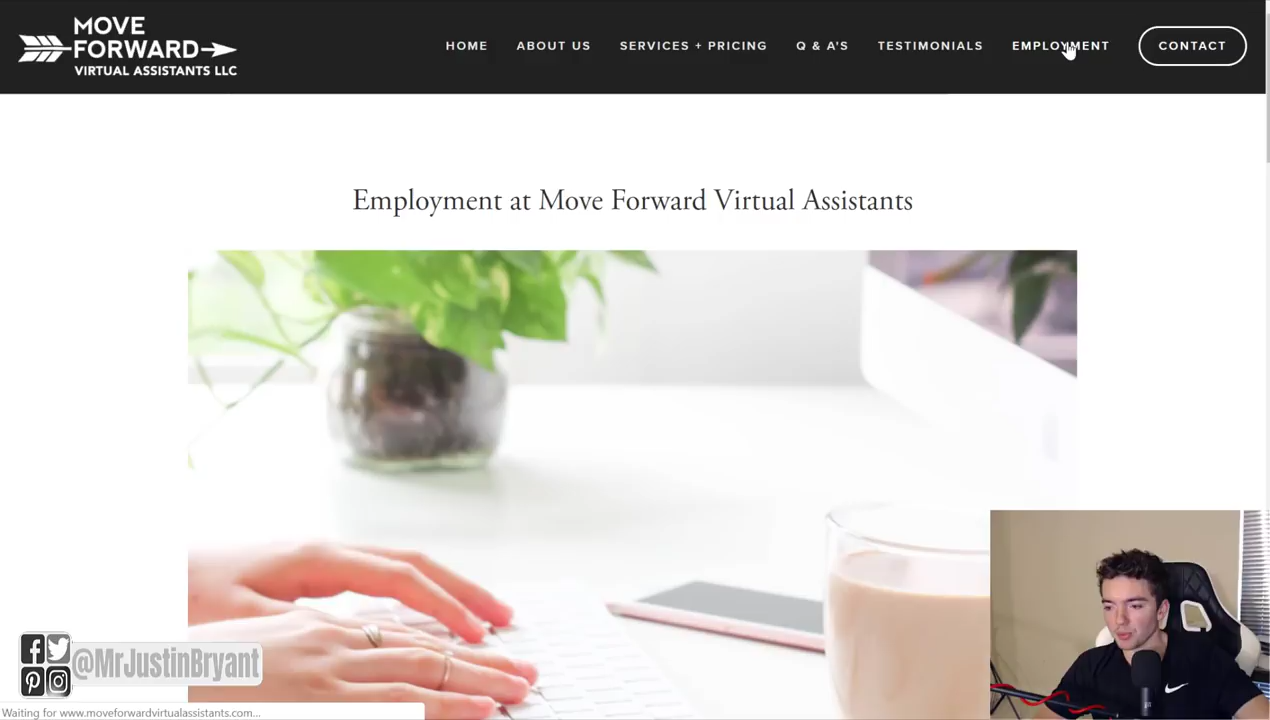 MOVE
FORWARD
VIRTUAL ASSISTANTS LLC
HOME
ABOUT US
SERVICES + PRICING
Q & A'S
TESTIMONIALS
EMPLOYMENT
CONTACT
Employment at Move Forward Virtual Assistants
@MrJustinBryant
Waiting for www.moveforwardvirtualassistants.com...